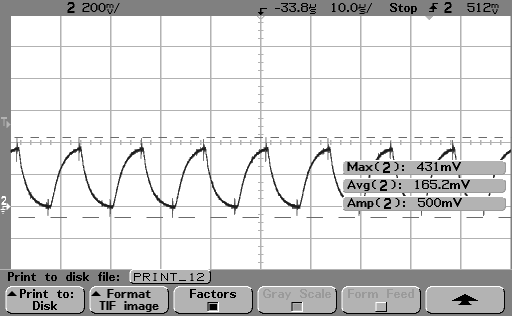 2 200mV/ -33.8µs 10.0µs/ Stop 2 512mV
T
Max(2): 431mV
Avg(2): 165.2mV
2
Amp(2): 500mV
Print to disk file: PRINT_12
Print to: Disk
Format TIF image
Factors
Gray Scale
Form Feed